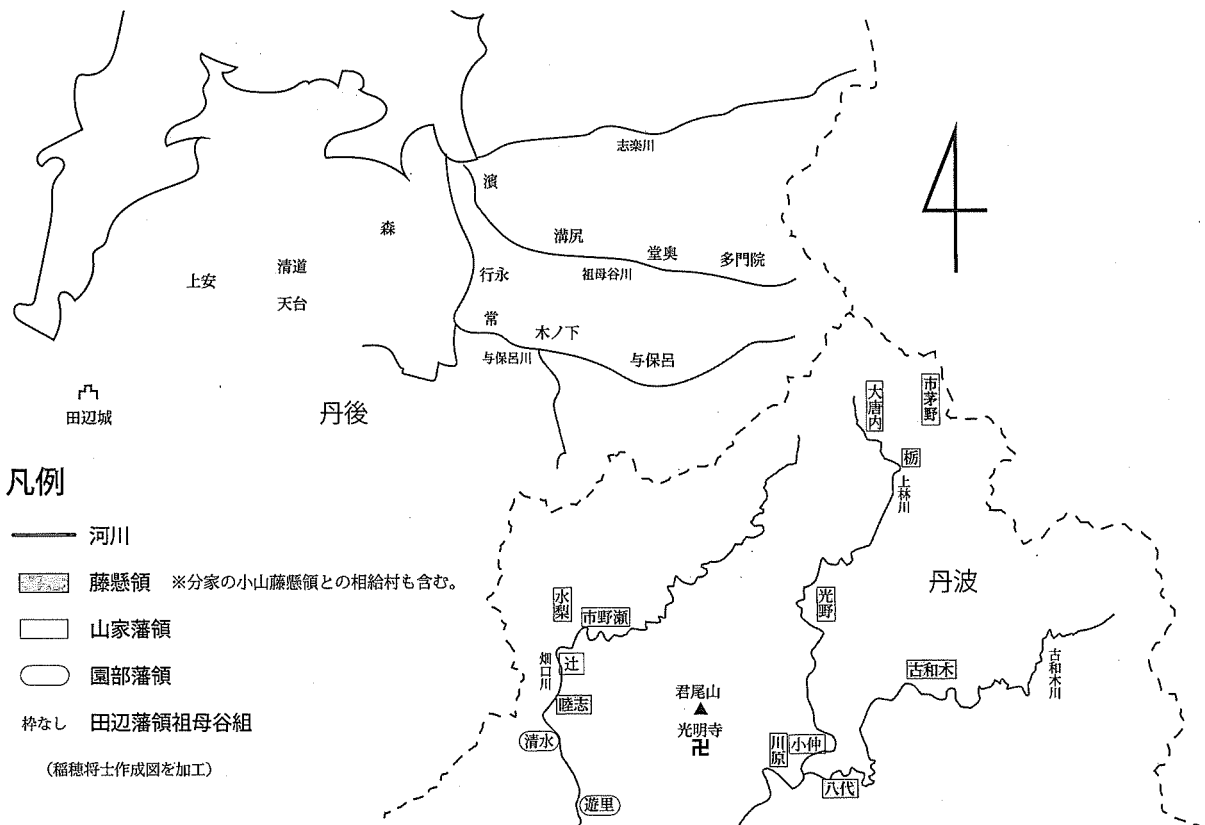 志楽川
濱
森
溝尻
堂奥
多門院
祖母谷川
上安
清道
行永
天台
常
木ノ下
与保呂川
与保呂
田辺城
丹後
大唐内
市茅野
栃
上林川
凡例
河川
藤懸領 ※分家の小山藤懸領との相給村も含む。
山家藩領
園部藩領
枠なし 田辺藩領祖母谷組
(稲穂将士作成図を加工)
丹波
水梨
市野瀬
光野
畑口川
辻
古和木
古和木川
睦志
君尾山
光明寺
卍
清水
川原
小仲
八代
遊里